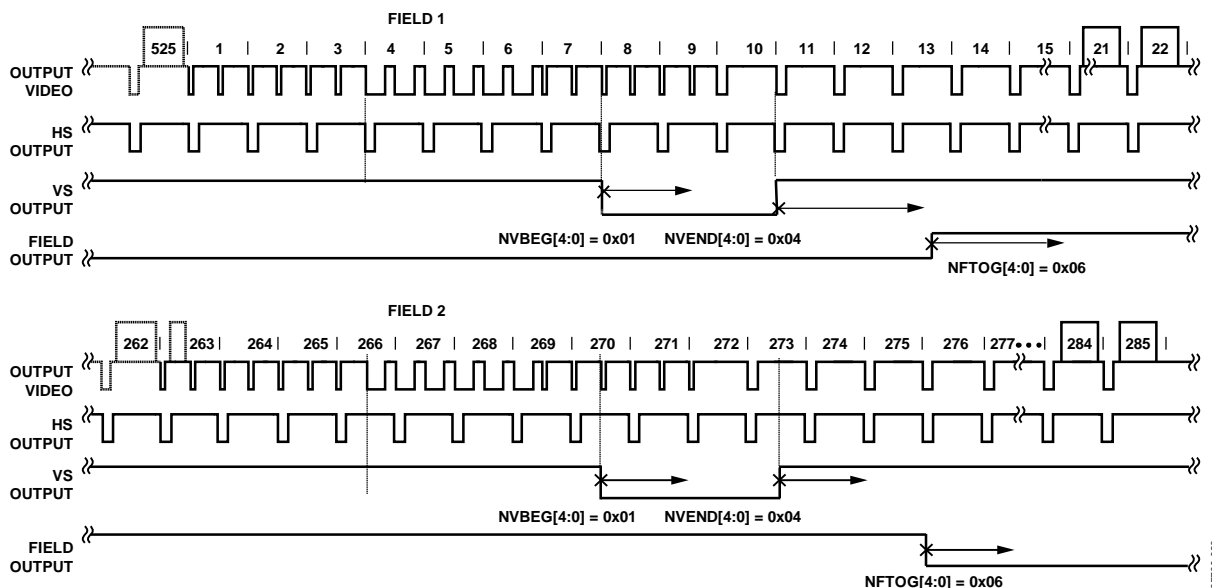 FIELD 1
525 1 2 3 4 5 6 7 8 9 10 11 12 13 14 15 21 22
OUTPUT
VIDEO
HS
OUTPUT
VS
OUTPUT
NVBEG[4:0] = 0x01 NVEND[4:0] = 0x04
FIELD
OUTPUT
NFTOG[4:0] = 0x06
FIELD 2
262 263 264 265 266 267 268 269 270 271 272 273 274 275 276 277••• 284 285
OUTPUT
VIDEO
HS
OUTPUT
VS
OUTPUT
NVBEG[4:0] = 0x01 NVEND[4:0] = 0x04
FIELD
OUTPUT
NFTOG[4:0] = 0x06